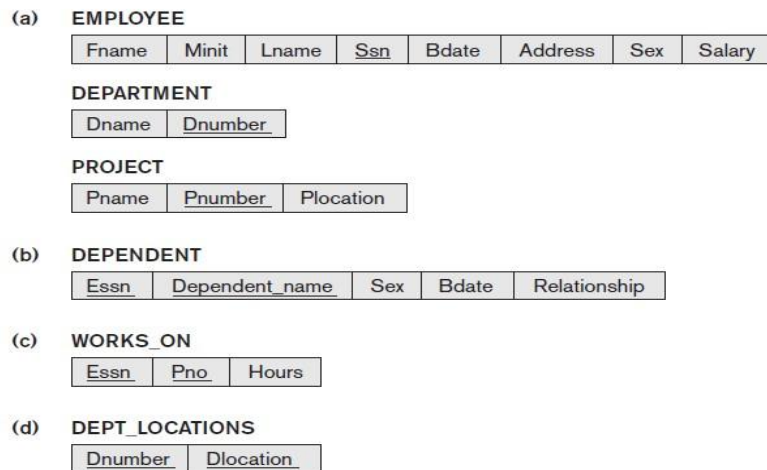 (a) EMPLOYEE
Fname Minit Lname Ssn Bdate Address Sex Salary
DEPARTMENT
Dname Dnumber
PROJECT
Pname Pnumber Plocation
(b) DEPENDENT
Essn Dependent_name Sex Bdate Relationship
(c) WORKS_ON
Essn Pno Hours
(d) DEPT_LOCATIONS
Dnumber Dlocation